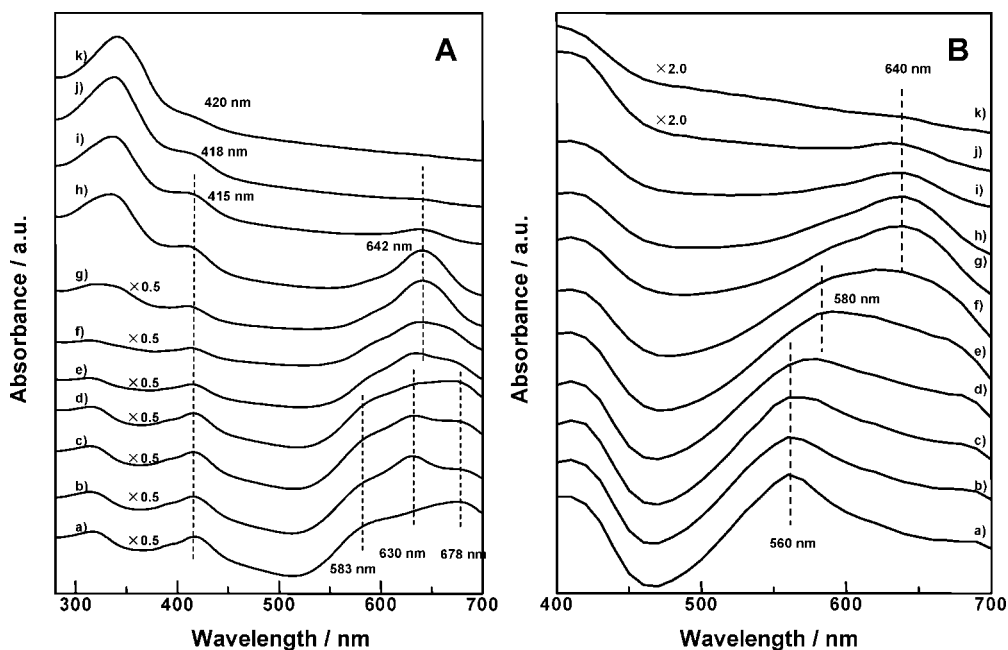 A
k)
420 nm
j)
418 nm
i)
415 nm
h)
642 nm
g)
×0.5
f)
×0.5
e)
×0.5
d)
×0.5
c)
×0.5
b)
×0.5
a)
×0.5
583 nm
630 nm
678 nm
300 400 500 600 700
Wavelength / nm
Absorbance / a.u.
B
×2.0
640 nm
k)
×2.0
j)
i)
h)
g)
f)
580 nm
e)
d)
c)
b)
a)
560 nm
400 500 600 700
Wavelength / nm
Absorbance / a.u.